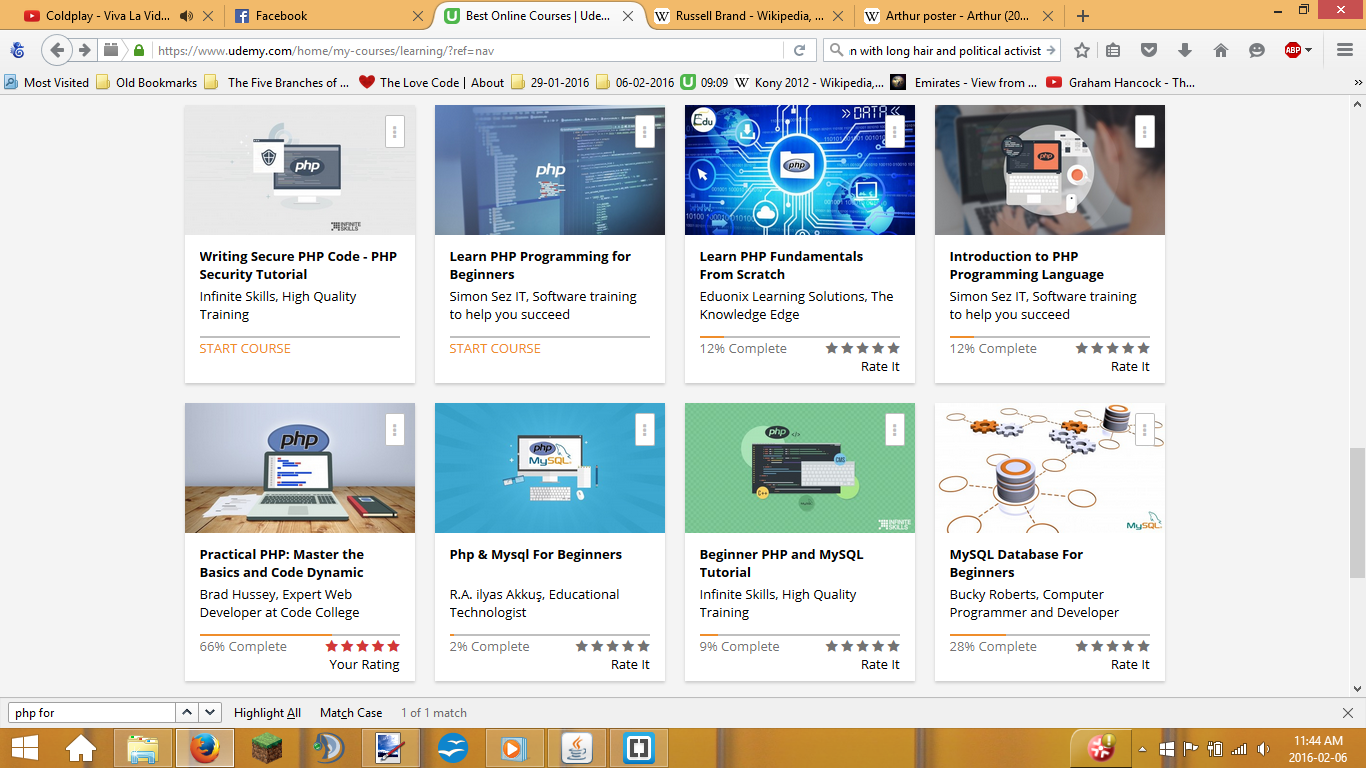 Coldplay - Viva La Vid...
Facebook
Best Online Courses | Ude...
Russell Brand - Wikipedia, ...
Arthur poster - Arthur (20...
https://www.udemy.com/home/my-courses/learning/?ref=nav
n with long hair and political activist
ABP
Most Visited
Old Bookmarks
The Five Branches of ...
The Love Code | About
29-01-2016
06-02-2016
09:09
Kony 2012 - Wikipedia,...
Emirates - View from ...
Graham Hancock - Th...
php
INFINITE SKILLS
php
Edu
>> DATA
php
php
Writing Secure PHP Code - PHP
Security Tutorial
Infinite Skills, High Quality
Training
START COURSE
Learn PHP Programming for
Beginners
Simon Sez IT, Software training
to help you succeed
START COURSE
Learn PHP Fundamentals
From Scratch
Eduonix Learning Solutions, The
Knowledge Edge
12% Complete
Rate It
Introduction to PHP
Programming Language
Simon Sez IT, Software training
to help you succeed
12% Complete
Rate It
php
php
MySQL
php
CMS
C++
INFINITE SKILLS
MySQL
Practical PHP: Master the
Basics and Code Dynamic
Brad Hussey, Expert Web
Developer at Code College
66% Complete
Your Rating
Php & Mysql For Beginners
R.A. ilyas Akkuş, Educational
Technologist
2% Complete
Rate It
Beginner PHP and MySQL
Tutorial
Infinite Skills, High Quality
Training
9% Complete
Rate It
MySQL Database For
Beginners
Bucky Roberts, Computer
Programmer and Developer
28% Complete
Rate It
php for
Highlight All
Match Case
1 of 1 match
11:44 AM
2016-02-06